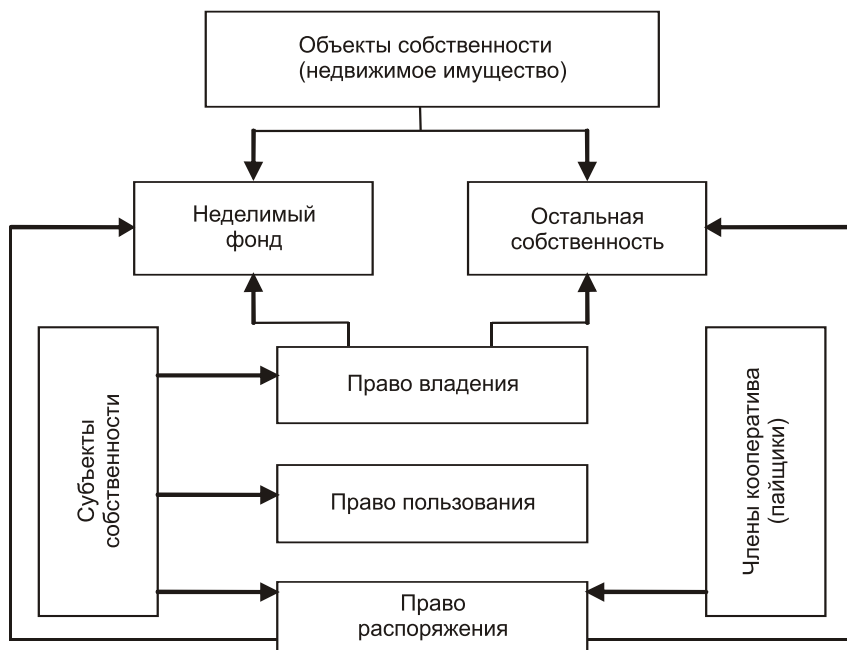 Объекты собственности
(недвижимое имущество)
Неделимый
фонд
Остальная
собственность
Субъекты
собственности
Право владения
Право пользования
Право
распоряжения
Члены кооператива
(пайщики)